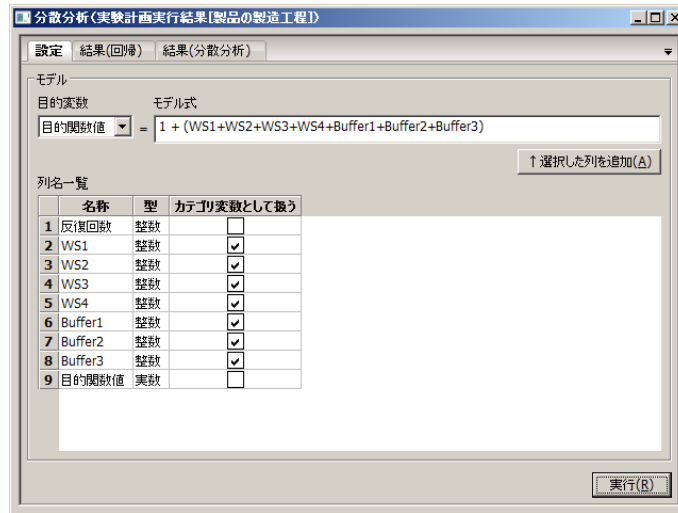 分散分析(実験計画実行結果[製品の製造工程])
設定 結果(回帰) 結果(分散分析)
モデル
目的変数 モデル式
目的関数値 = 1 + (WS1+WS2+WS3+WS4+Buffer1+Buffer2+Buffer3)
↑選択した列を追加(A)
列名一覧
名称 型 カテゴリ変数として扱う
1 反復回数 整数
2 WS1 整数
3 WS2 整数
4 WS3 整数
5 WS4 整数
6 Buffer1 整数
7 Buffer2 整数
8 Buffer3 整数
9 目的関数値 実数
実行(R)